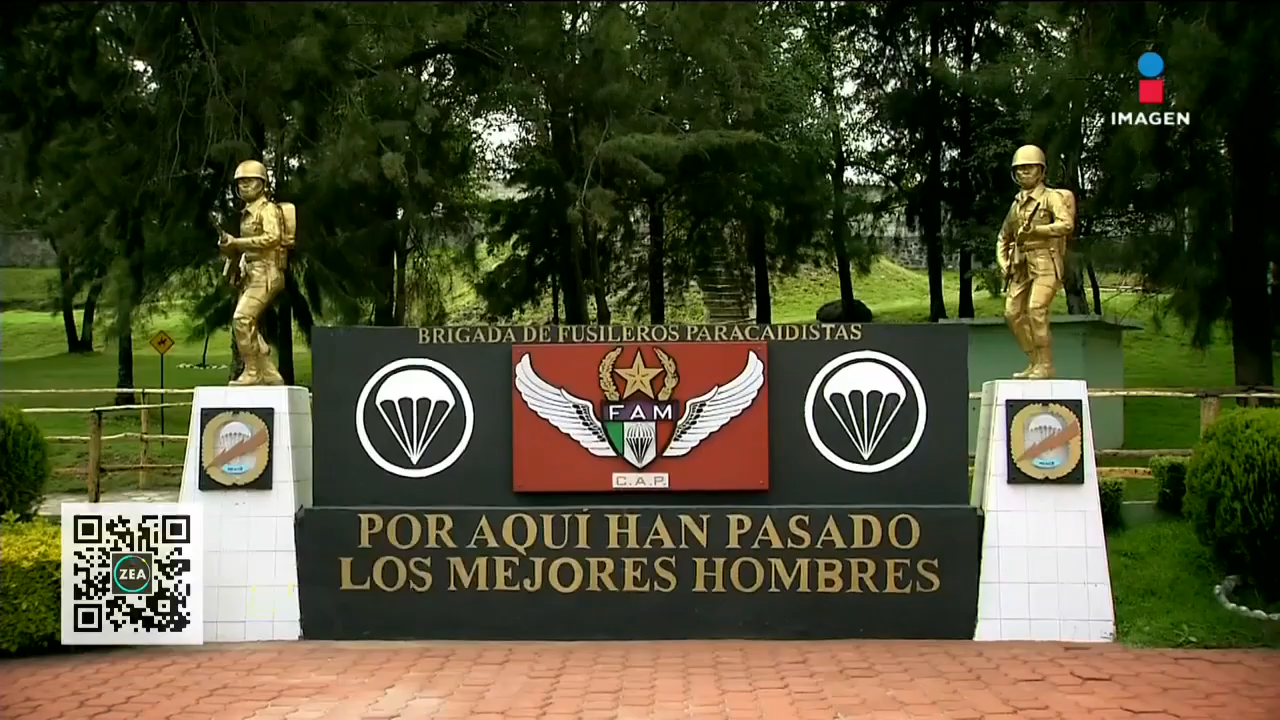 IMAGEN
BRIGADA DE FUSILEROS PARACAIDISTAS
FAM
C.A.P.
POR AQUÍ HAN PASADO
LOS MEJORES HOMBRES
ZEA